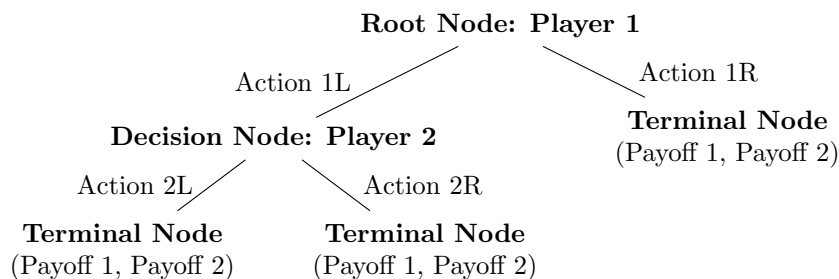 Root Node: Player 1
Action 1L
Action 1R
Terminal Node
(Payoff 1, Payoff 2)
Decision Node: Player 2
Action 2L
Action 2R
Terminal Node
(Payoff 1, Payoff 2)
Terminal Node
(Payoff 1, Payoff 2)